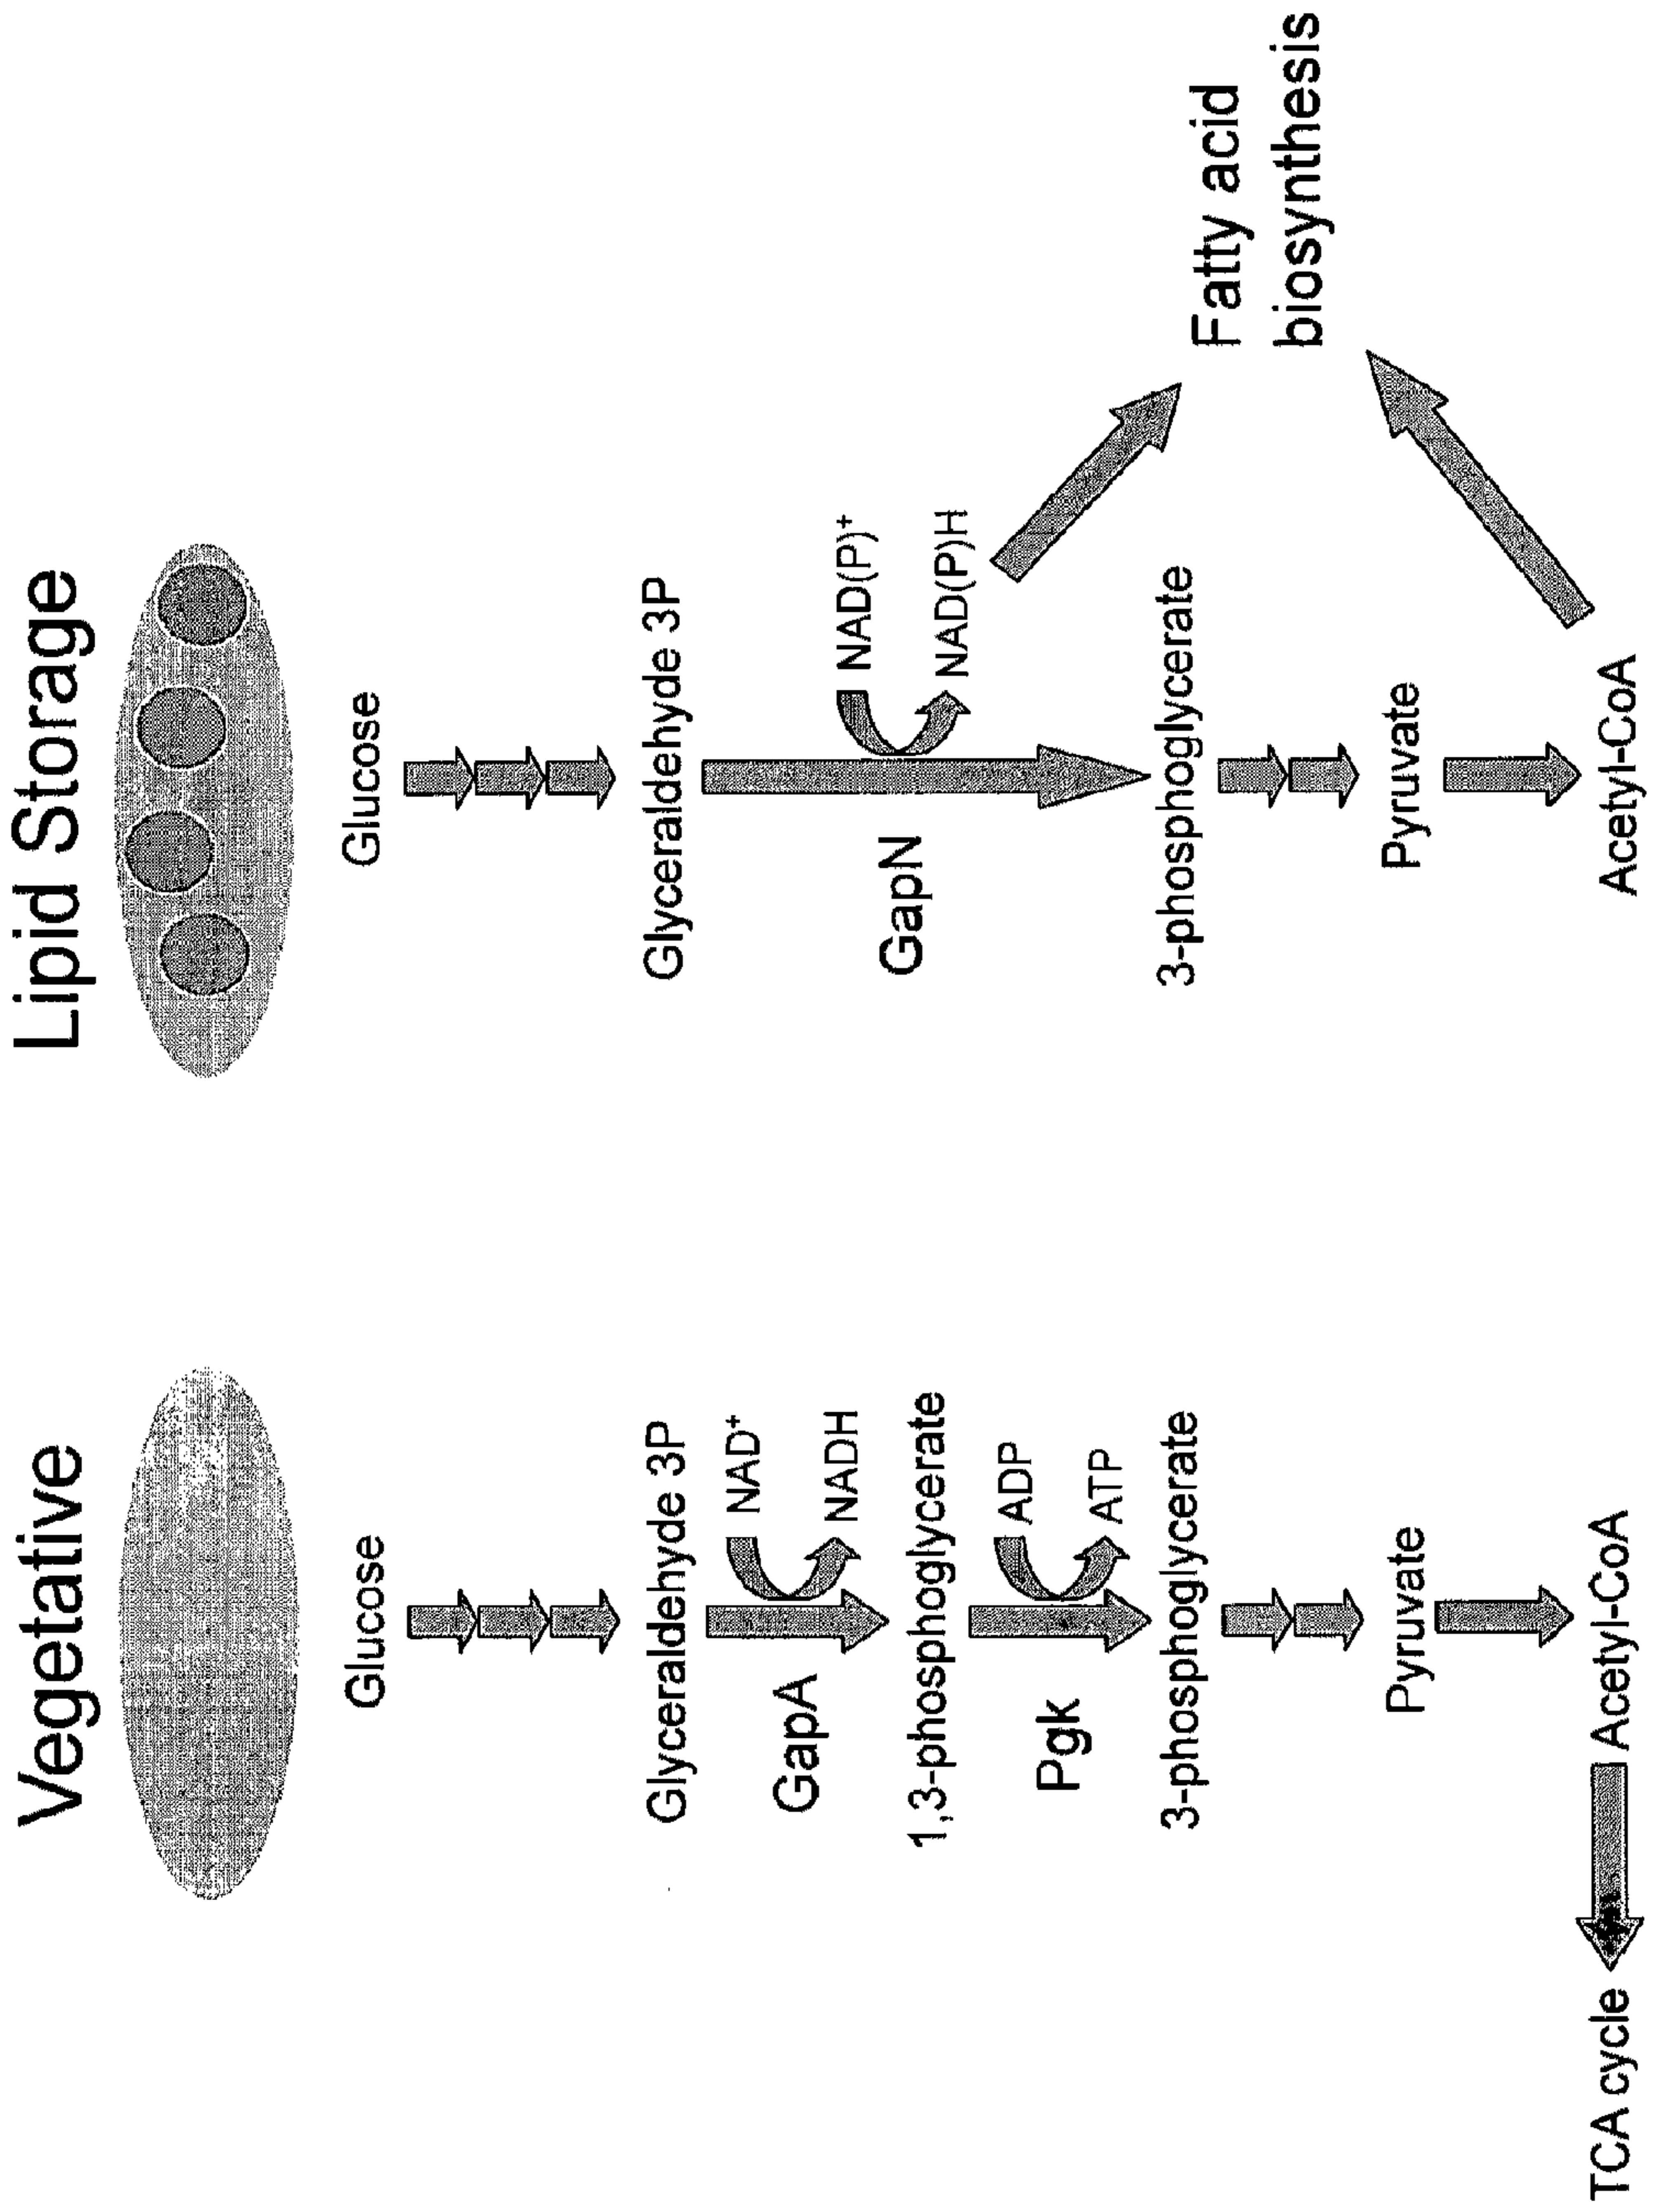 Vegetative
Glucose
Glyceraldehyde 3P
NAD+
GapA
NADH
1,3-phosphoglycerate
ADP
Pgk
ATP
3-phosphoglycerate
Pyruvate
TCA cycle
Acetyl-CoA
Lipid Storage
Glucose
Glyceraldehyde 3P
NAD(P)+
GapN
NAD(P)H
3-phosphoglycerate
Pyruvate
Acetyl-CoA
Fatty acid
biosynthesis